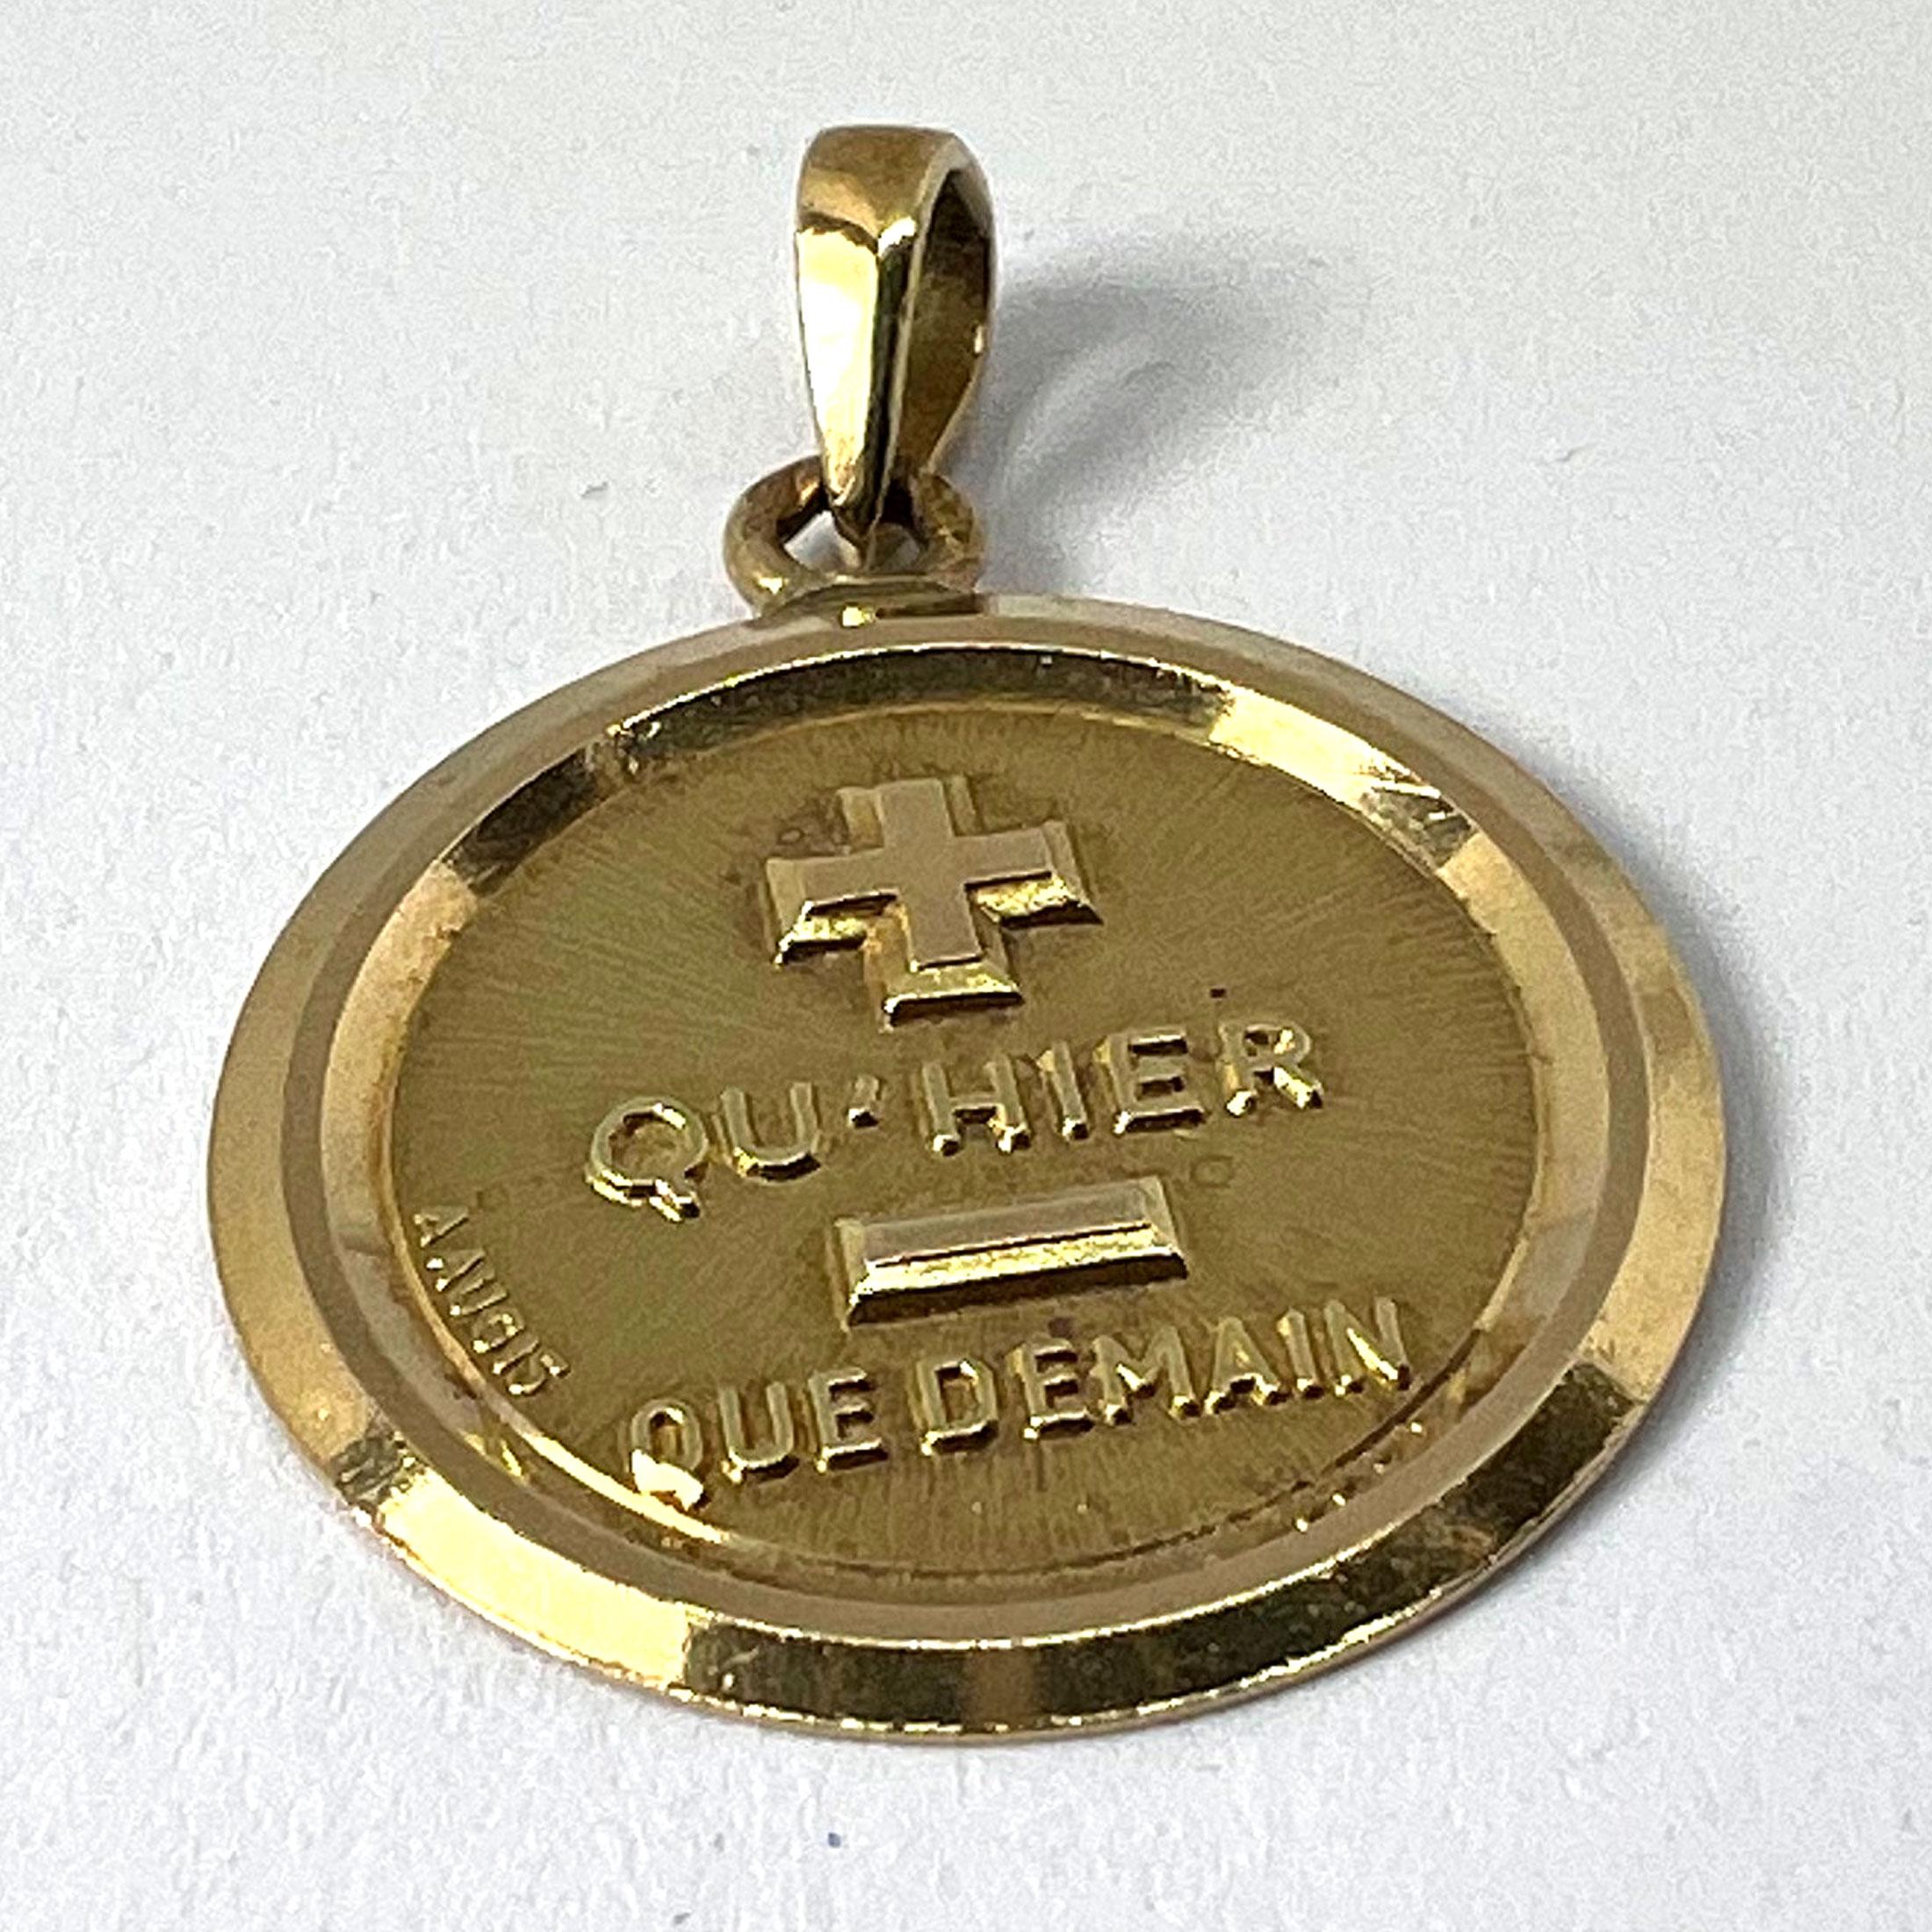 +
QU'HIER
−
QUE DEMAIN
A.AUGIS